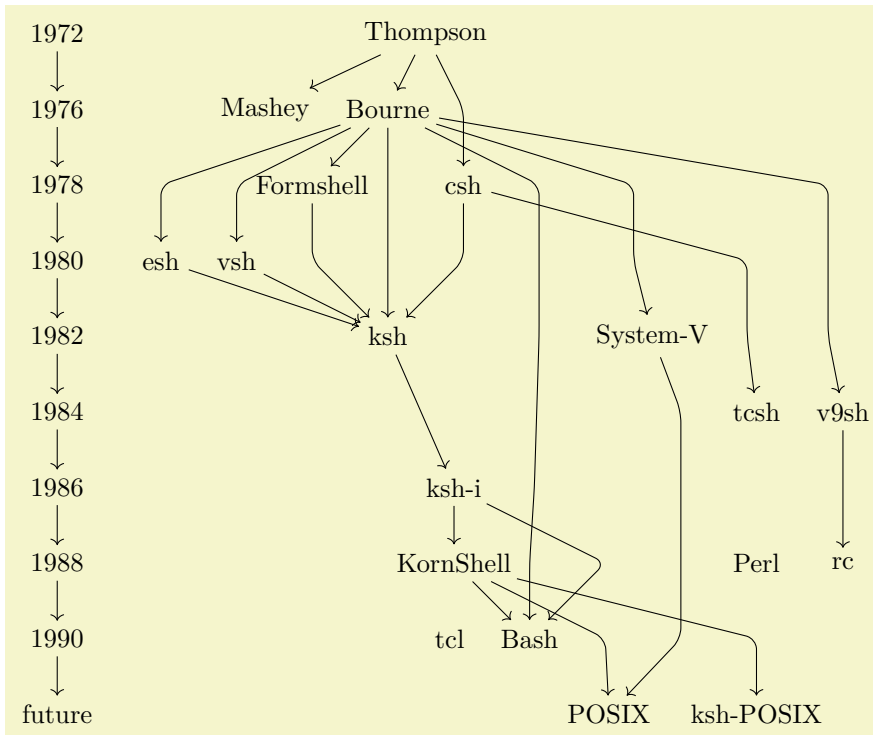 1972 Thompson
1976 Mashey Bourne
1978 Formshell csh
1980 esh vsh
1982 ksh System-V
1984 tcsh v9sh
1986 ksh-i
1988 KornShell Perl rc
1990 tcl Bash
future POSIX ksh-POSIX